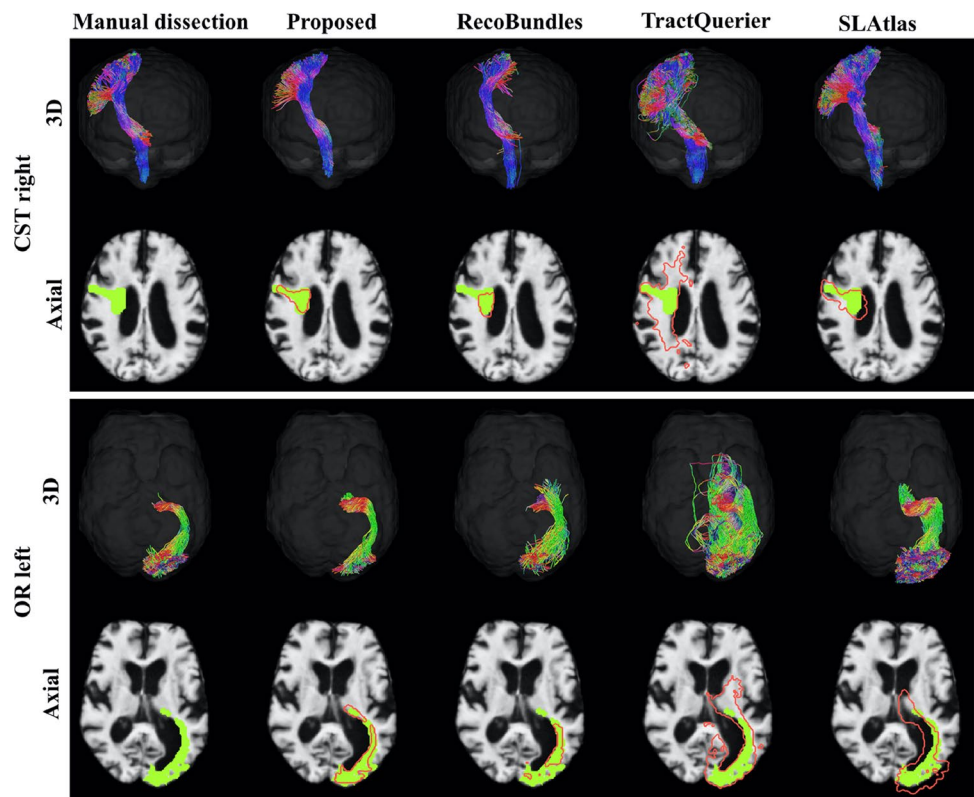 Manual dissection Proposed RecoBundles TractQuerier SLAtlas
CST right
3D
Axial
OR left
3D
Axial